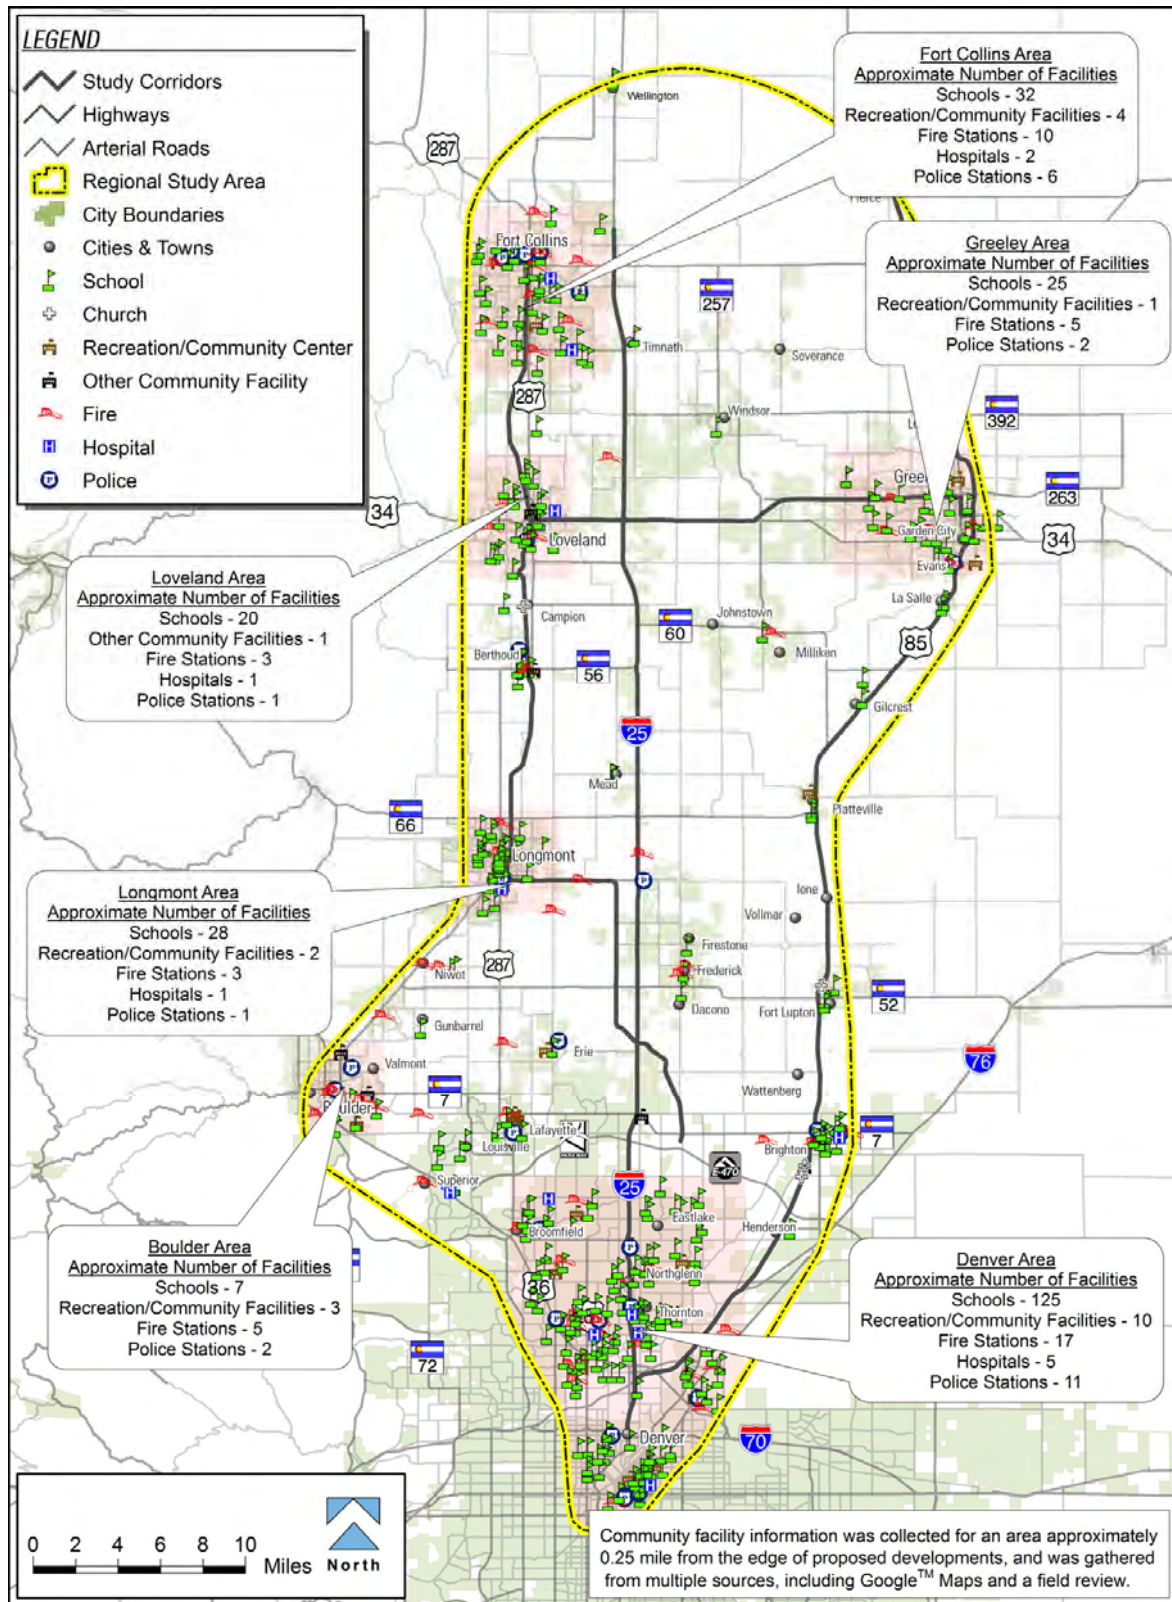 LEGEND
Study Corridors
Highways
Arterial Roads
Regional Study Area
City Boundaries
Cities & Towns
School
Church
Recreation/Community Center
Other Community Facility
Fire
Hospital
Police
Fort Collins Area
Approximate Number of Facilities
Schools - 32
Recreation/Community Facilities - 4
Fire Stations - 10
Hospitals - 2
Police Stations - 6
Wellington
287
Greeley Area
Approximate Number of Facilities
Schools - 25
Recreation/Community Facilities - 1
Fire Stations - 5
Police Stations - 2
Fort Collins
257
Timnath
Severance
287
Windsor
392
263
34
Garden City
34
Loveland
Evans
Loveland Area
Approximate Number of Facilities
Schools - 20
Other Community Facilities - 1
Fire Stations - 3
Hospitals - 1
Police Stations - 1
La Salle
Campion
Johnstown
60
85
Milliken
Berthoud
56
Gilcrest
25
Mead
Platteville
66
Longmont
Longmont Area
Approximate Number of Facilities
Schools - 28
Recreation/Community Facilities - 2
Fire Stations - 3
Hospitals - 1
Police Stations - 1
Ione
Vollmar
Firestone
287
Niwot
Frederick
52
Dacono
Fort Lupton
Gunbarrel
Erie
76
Valmont
Wattenberg
7
Lafayette
Louisville
Brighton
7
E-470
Superior
25
Eastlake
Broomfield
Henderson
Boulder Area
Approximate Number of Facilities
Schools - 7
Recreation/Community Facilities - 3
Fire Stations - 5
Police Stations - 2
Northglenn
36
Thornton
Denver Area
Approximate Number of Facilities
Schools - 125
Recreation/Community Facilities - 10
Fire Stations - 17
Hospitals - 5
Police Stations - 11
72
Denver
70
0 2 4 6 8 10
Miles
North
Community facility information was collected for an area approximately
0.25 mile from the edge of proposed developments, and was gathered
from multiple sources, including Google™ Maps and a field review.